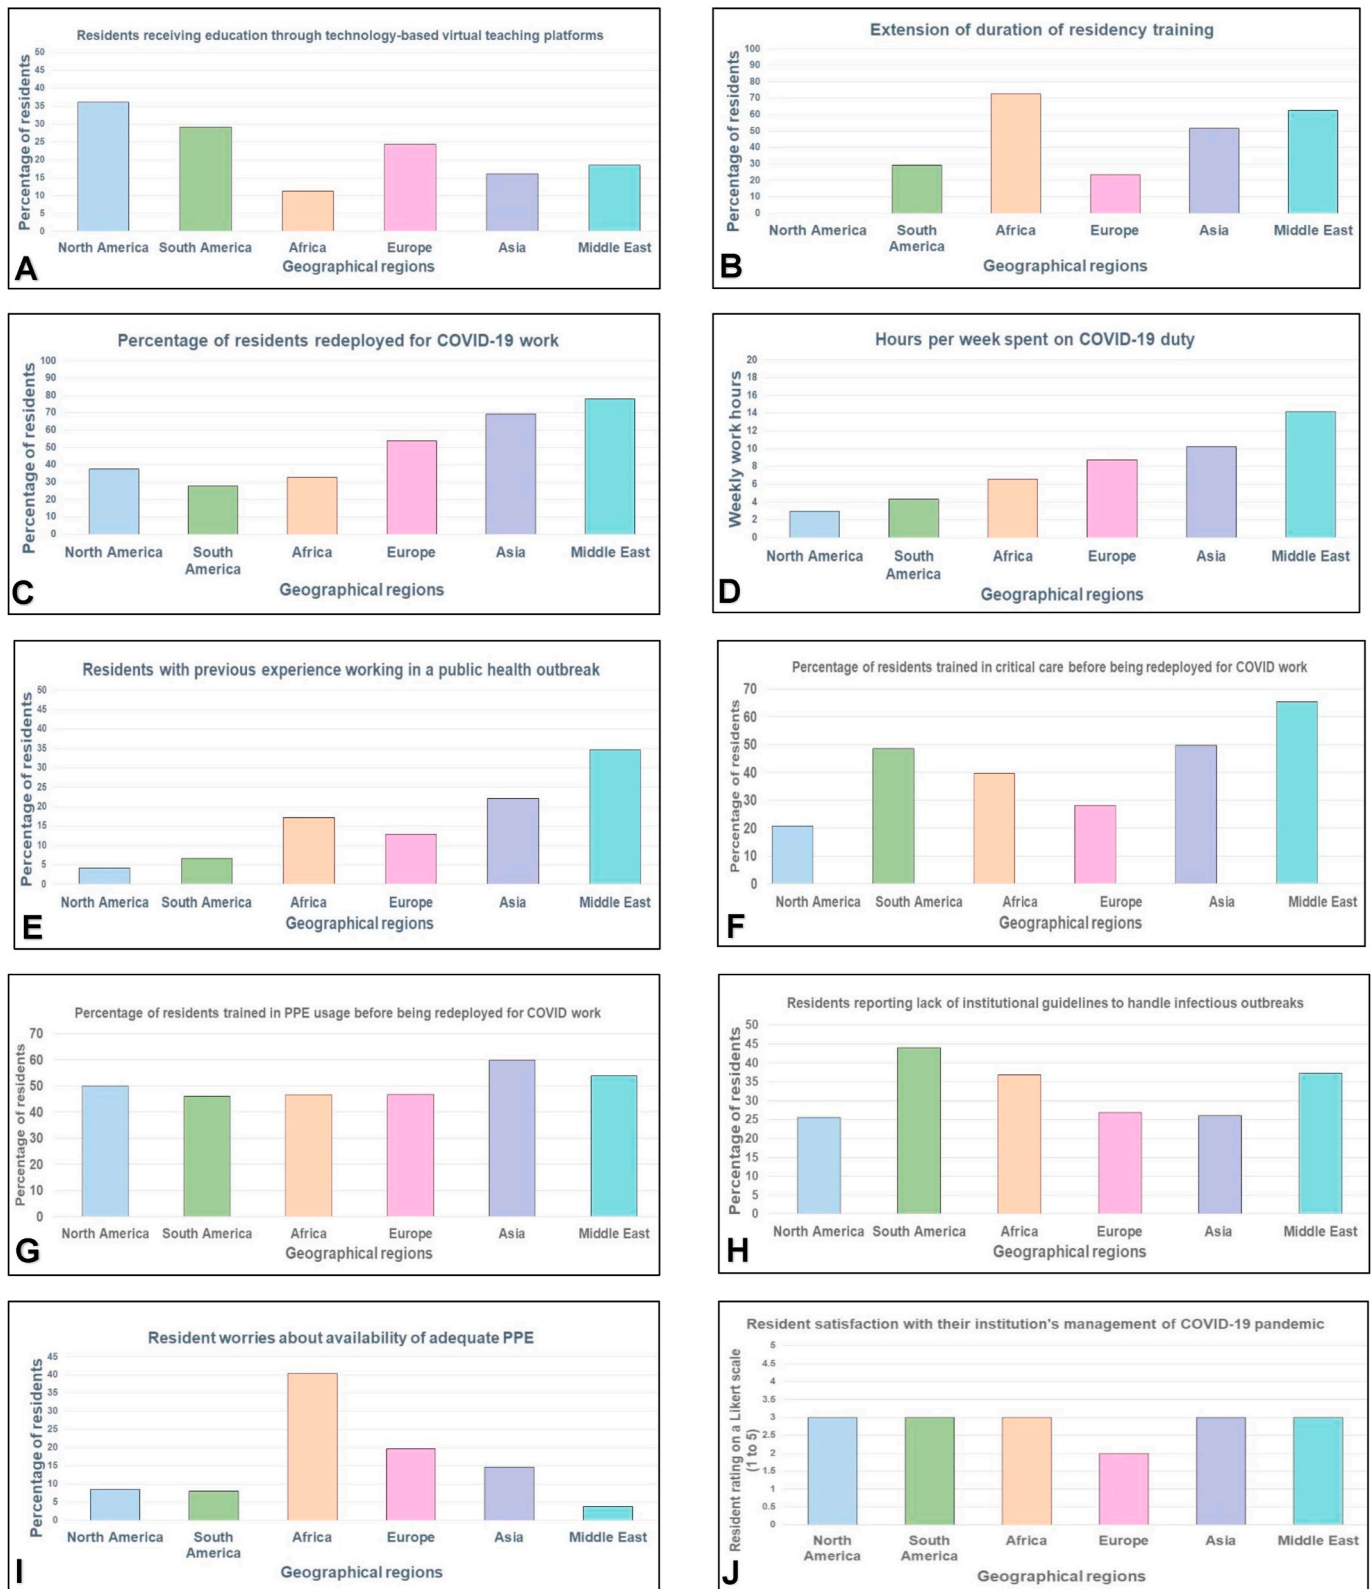 Residents receiving education through technology-based virtual teaching platforms
Percentage of residents
50
45
40
35
30
25
20
15
10
5
0
North America South America Africa Europe Asia Middle East
Geographical regions
A
Extension of duration of residency training
Percentage of residents
100
90
80
70
60
50
40
30
20
10
0
North America South America Africa Europe Asia Middle East
Geographical regions
B
Percentage of residents redeployed for COVID-19 work
Percentage of residents
100
90
80
70
60
50
40
30
20
10
0
North America South America Africa Europe Asia Middle East
Geographical regions
C
Hours per week spent on COVID-19 duty
Weekly work hours
20
18
16
14
12
10
8
6
4
2
0
North America South America Africa Europe Asia Middle East
Geographical regions
D
Residents with previous experience working in a public health outbreak
Percentage of residents
50
45
40
35
30
25
20
15
10
5
0
North America South America Africa Europe Asia Middle East
Geographical regions
E
Percentage of residents trained in critical care before being redeployed for COVID work
Percentage of residents
70
60
50
40
30
20
10
0
North America South America Africa Europe Asia Middle East
Geographical regions
F
Percentage of residents trained in PPE usage before being redeployed for COVID work
Percentage of residents
70
60
50
40
30
20
10
0
North America South America Africa Europe Asia Middle East
Geographical regions
G
Residents reporting lack of institutional guidelines to handle infectious outbreaks
Percentage of residents
50
45
40
35
30
25
20
15
10
5
0
North America South America Africa Europe Asia Middle East
Geographical regions
H
Resident worries about availability of adequate PPE
Percentage of residents
45
40
35
30
25
20
15
10
5
0
North America South America Africa Europe Asia Middle East
Geographical regions
I
Resident satisfaction with their institution's management of COVID-19 pandemic
Resident rating on a Likert scale
(1 to 5)
5
4.5
4
3.5
3
2.5
2
1.5
1
0.5
0
North America South America Africa Europe Asia Middle East
Geographical regions
J